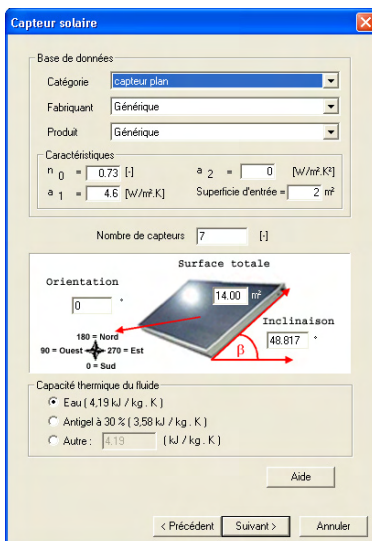 Capteur solaire
Base de données
Catégorie capteur plan
Fabriquant Générique
Produit Générique
Caractéristiques
n 0 = 0.73 [-] a 2 = 0 [W/m².K²]
a 1 = 4.6 [W/m².K] Superficie d'entrée = 2 m²
Nombre de capteurs 7 [-]
Surface totale
14.00 m²
Orientation
0 °
Inclinaison
48.817 °
β
180 = Nord
90 = Ouest 270 = Est
0 = Sud
Capacité thermique du fluide
Eau ( 4,19 kJ / kg . K )
Antigel à 30 % ( 3,58 kJ / kg . K )
Autre : 4.19 ( kJ / kg . K )
Aide
< Précédent Suivant > Annuler